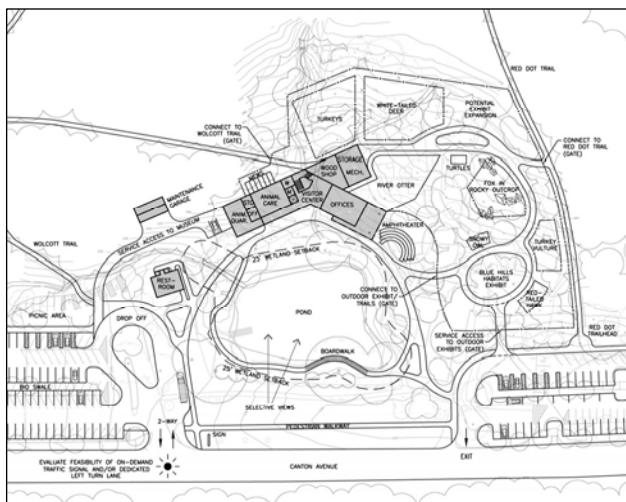 RED DOT TRAIL
WHITE-TAILED
DEER
POTENTIAL
EXHIBIT
EXPANSION
TURKEYS
CONNECT TO
WOLCOTT TRAIL
(GATE)
CONNECT TO
RED DOT TRAIL
(GATE)
STORAGE
WOOD
SHOP
MECH.
MEWS
TURTLES
FOX IN
ROCKY OUTCROP
RIVER OTTER
ANIMAL
CARE
VISITOR
CENTER
MAINTENANCE
GARAGE
OFFICES
ANIM.
QUAR.
OFF
AMPHITHEATER
SERVICE ACCESS TO MUSEUM
SNOWY
OWL
TURKEY
VULTURE
WOLCOTT TRAIL
25' WETLAND SETBACK
BLUE HILLS
HABITATS
EXHIBIT
REST-
ROOM
CONNECT TO
OUTDOOR EXHIBIT/
TRAILS (GATE)
RED-
TAILED
HAWK
POND
PICNIC AREA
DROP OFF
SERVICE ACCESS
TO OUTDOOR
EXHIBITS (GATE)
RED DOT
TRAILHEAD
BOARDWALK
25' WETLAND SETBACK
BIO SWALE
SELECTIVE VIEWS
2-WAY
PEDESTRIAN WALKWAY
SIGN
EXIT
EVALUATE FEASIBILITY OF ON-DEMAND
TRAFFIC SIGNAL AND/OR DEDICATED
LEFT TURN LANE
CANTON AVENUE